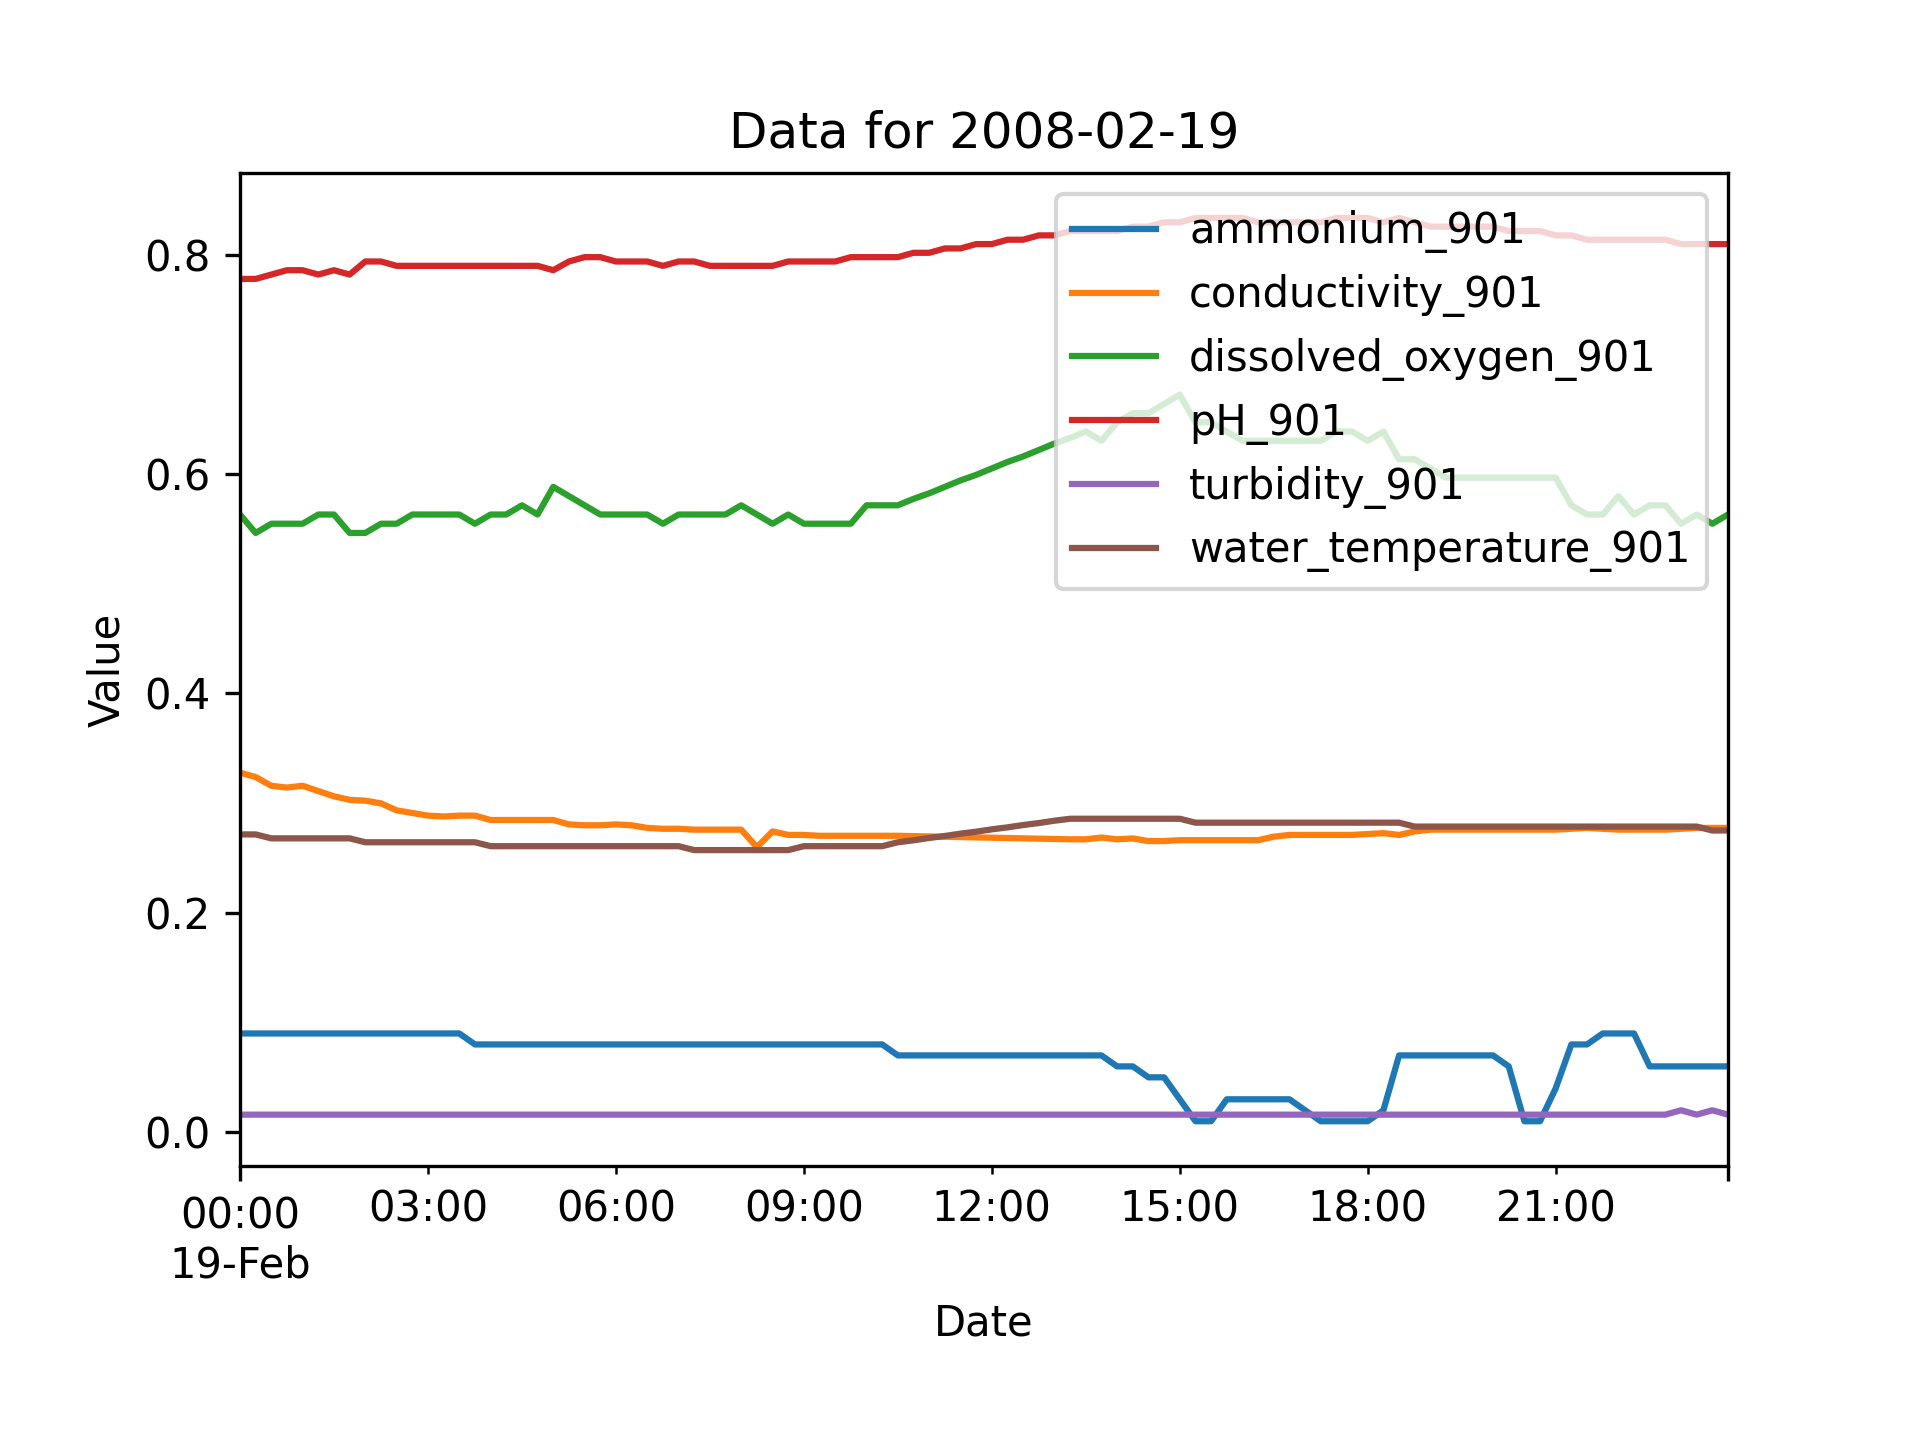 Data for 2008-02-19
ammonium_901
conductivity_901
dissolved_oxygen_901
pH_901
turbidity_901
water_temperature_901
Value
0.8
0.6
0.4
0.2
0.0
00:00 03:00 06:00 09:00 12:00 15:00 18:00 21:00
19-Feb
Date